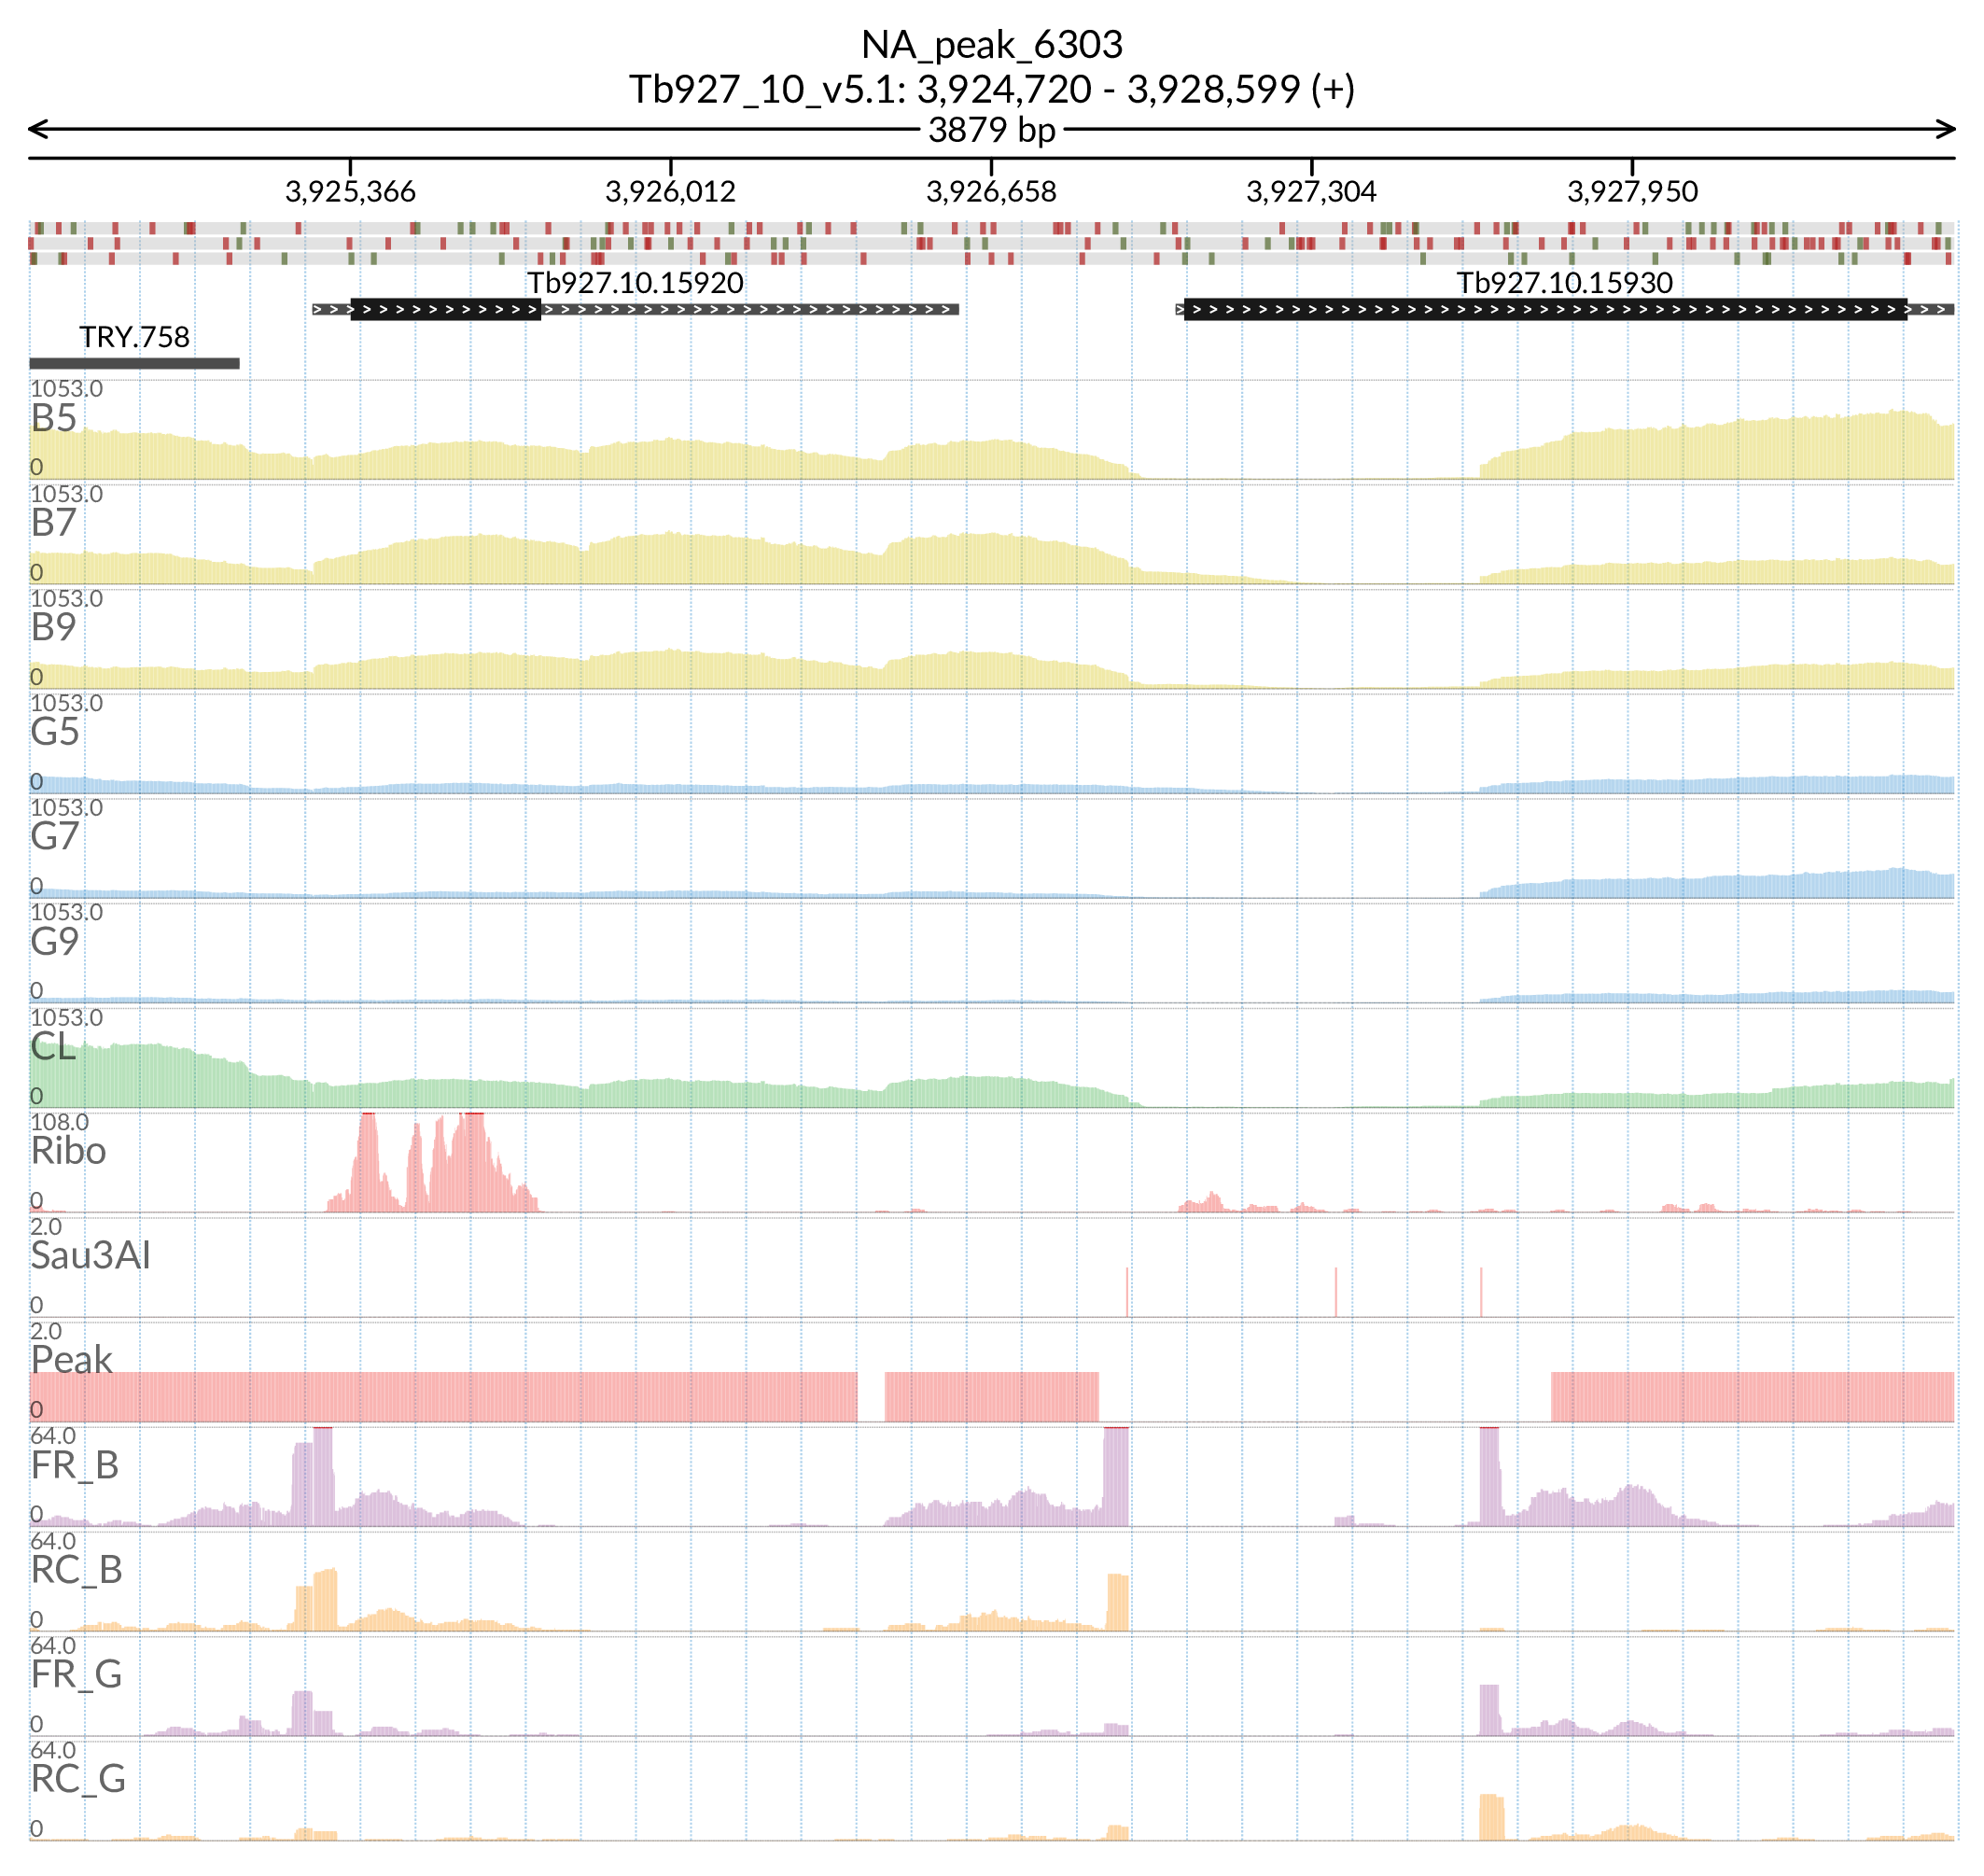 NA_peak_6303
Tb927_10_v5.1: 3,924,720 - 3,928,599 (+)
3879 bp
3,925,366 3,926,012 3,926,658 3,927,304 3,927,950
Tb927.10.15920 Tb927.10.15930
TRY.758
1053.0
B5
0
1053.0
B7
0
1053.0
B9
0
1053.0
G5
0
1053.0
G7
0
1053.0
G9
0
1053.0
CL
0
108.0
Ribo
0
2.0
Sau3AI
0
2.0
Peak
0
64.0
FR_B
0
64.0
RC_B
0
64.0
FR_G
0
64.0
RC_G
0